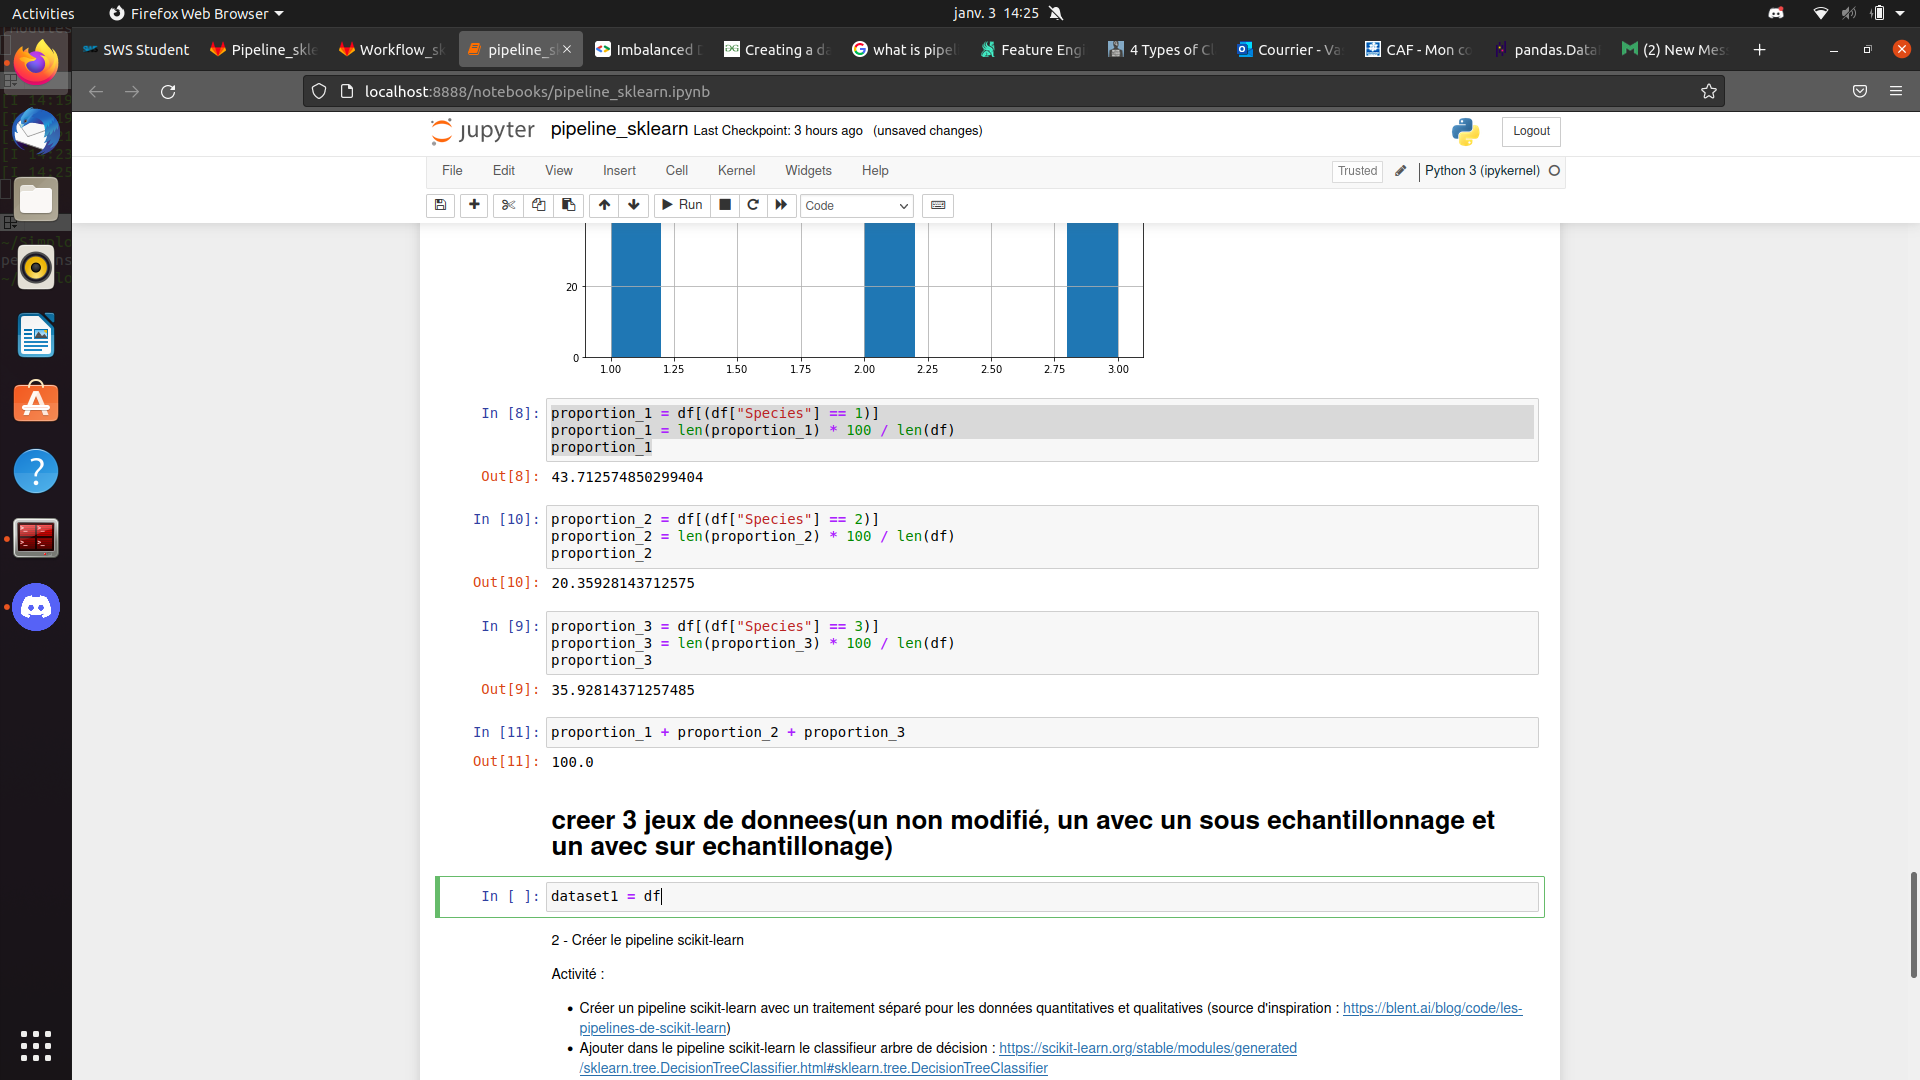 Activities
Firefox Web Browser
janv. 3 14:25
SWS Student
Pipeline_skle
Workflow_sk
pipeline_s
Imbalanced D
Creating a da
what is pipel
Feature Engi
4 Types of Cl
Courrier - Va
CAF - Mon co
pandas.Data
(2) New Mes
localhost:8888/notebooks/pipeline_sklearn.ipynb
jupyter pipeline_sklearn Last Checkpoint: 3 hours ago (unsaved changes)
Logout
File Edit View Insert Cell Kernel Widgets Help
Trusted
Python 3 (ipykernel)
Run
Code
20
0
1.00 1.25 1.50 1.75 2.00 2.25 2.50 2.75 3.00
In [8]: proportion_1 = df[(df["Species"] == 1)]
proportion_1 = len(proportion_1) * 100 / len(df)
proportion_1
Out[8]: 43.712574850299404
In [10]: proportion_2 = df[(df["Species"] == 2)]
proportion_2 = len(proportion_2) * 100 / len(df)
proportion_2
Out[10]: 20.35928143712575
In [9]: proportion_3 = df[(df["Species"] == 3)]
proportion_3 = len(proportion_3) * 100 / len(df)
proportion_3
Out[9]: 35.92814371257485
In [11]: proportion_1 + proportion_2 + proportion_3
Out[11]: 100.0
creer 3 jeux de donnees(un non modifié, un avec un sous echantillonnage et
un avec sur echantillonage)
In [ ]: dataset1 = df
2 - Créer le pipeline scikit-learn
Activité :
Créer un pipeline scikit-learn avec un traitement séparé pour les données quantitatives et qualitatives (source d'inspiration : https://blent.ai/blog/code/les-
pipelines-de-scikit-learn)
Ajouter dans le pipeline scikit-learn le classifieur arbre de décision : https://scikit-learn.org/stable/modules/generated
/sklearn.tree.DecisionTreeClassifier.html#sklearn.tree.DecisionTreeClassifier